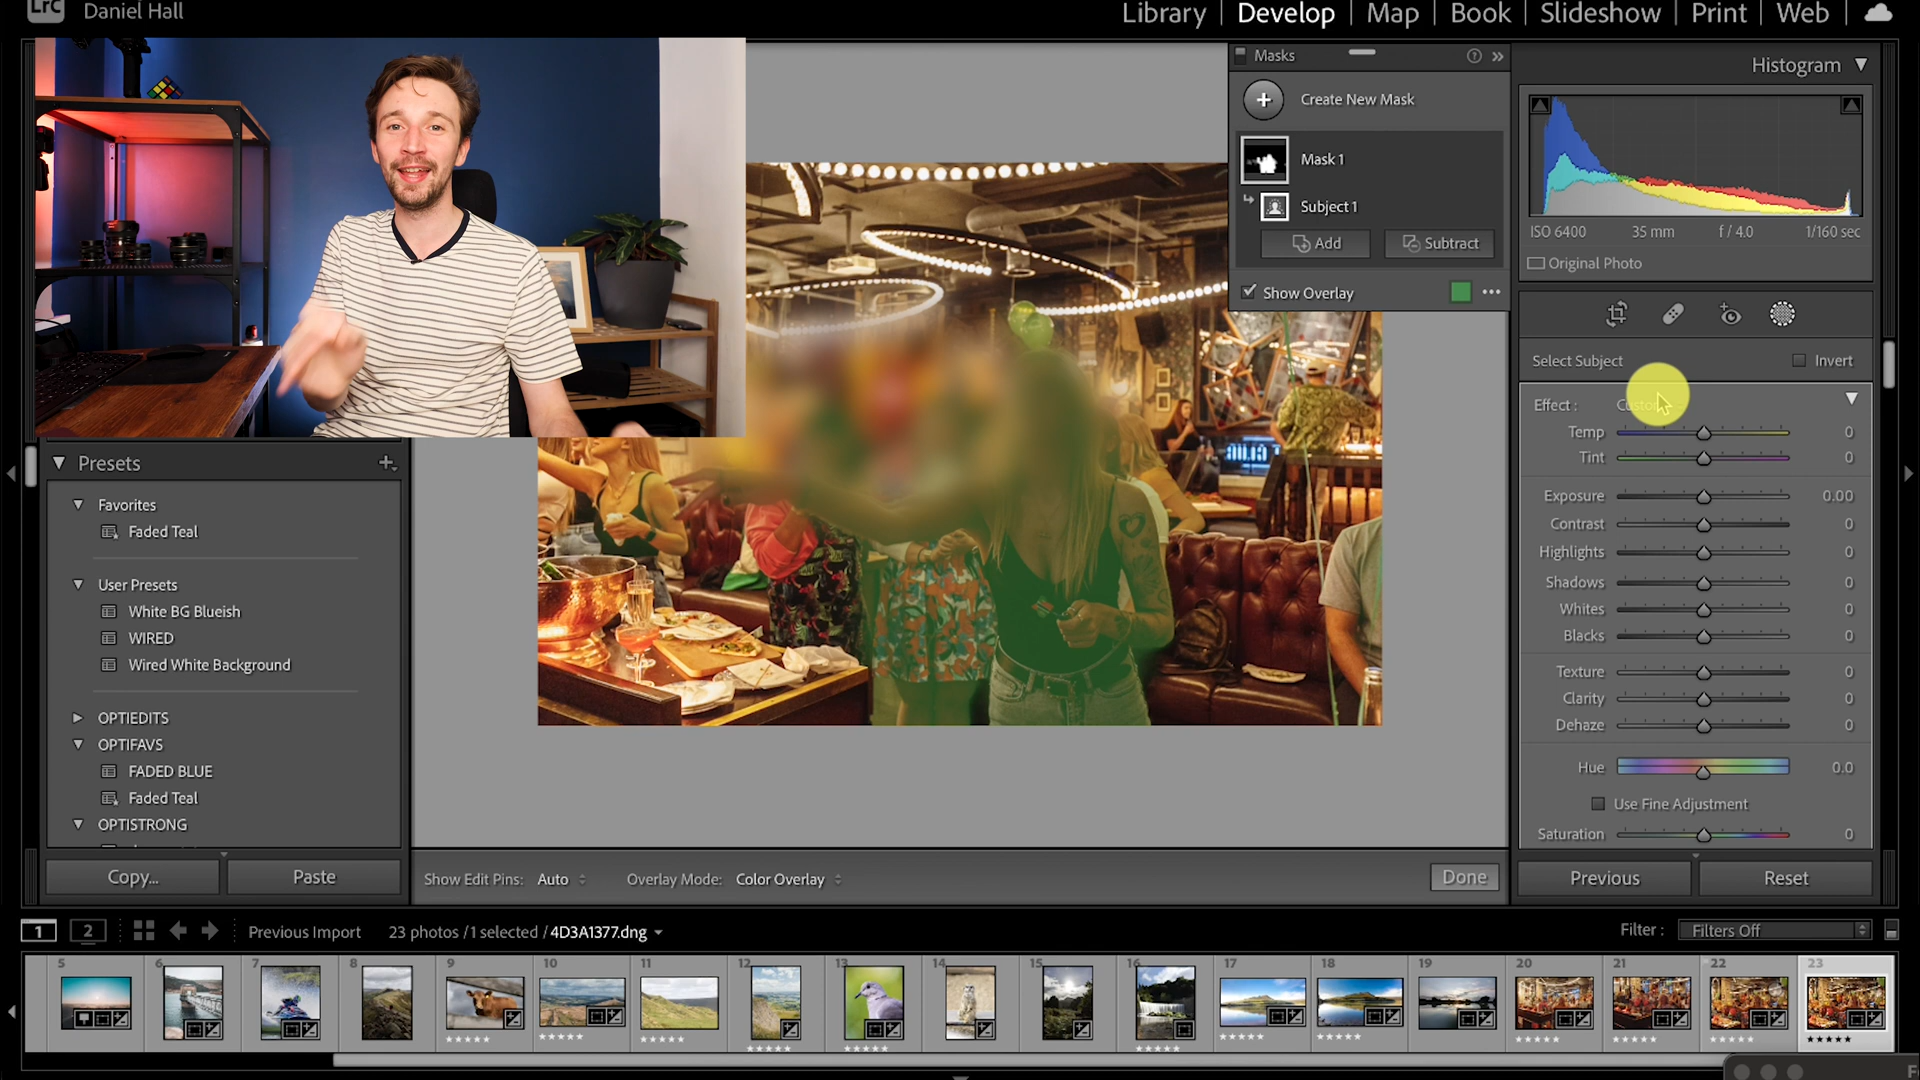 LrC
Daniel Hall
Library | Develop | Map | Book | Slideshow | Print | Web
Masks
Create New Mask
Mask 1
Subject 1
Add
Subtract
Show Overlay
Histogram
ISO 6400 35 mm f / 4.0 1/160 sec
Original Photo
Select Subject
Invert
Effect :
Temp 0
Tint 0
Exposure 0.00
Contrast 0
Highlights 0
Shadows 0
Whites 0
Blacks 0
Texture 0
Clarity 0
Dehaze 0
Hue 0.0
Use Fine Adjustment
Saturation 0
Previous
Reset
Presets
Favorites
Faded Teal
User Presets
White BG Blueish
WIRED
Wired White Background
OPTIEDITS
OPTIFAVS
FADED BLUE
Faded Teal
OPTISTRONG
Copy...
Paste
Show Edit Pins: Auto
Overlay Mode: Color Overlay
Done
1
2
Previous Import
23 photos /1 selected /4D3A1377.dng
Filter :
Filters Off
5 6 7 8 9 10 11 12 13 14 15 16 17 18 19 20 21 22 23